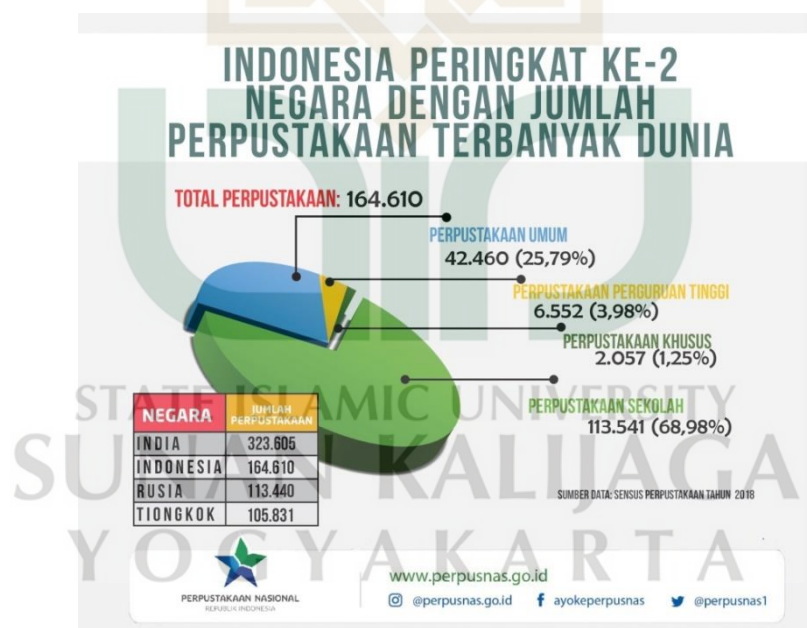 INDONESIA PERINGKAT KE-2
NEGARA DENGAN JUMLAH
PERPUSTAKAAN TERBANYAK DUNIA
TOTAL PERPUSTAKAAN: 164.610
PERPUSTAKAAN UMUM
42.460 (25,79%)
PERPUSTAKAAN PERGURUAN TINGGI
6.552 (3,98%)
PERPUSTAKAAN KHUSUS
2.057 (1,25%)
PERPUSTAKAAN SEKOLAH
113.541 (68,98%)
NEGARA JUMLAH PERPUSTAKAAN
INDIA 323.605
INDONESIA 164.610
RUSIA 113.440
TIONGKOK 105.831
SUMBER DATA: SENSUS PERPUSTAKAAN TAHUN 2018
STATE ISLAMIC UNIVERSITY
SUNAN KALIJAGA
YOGYAKARTA
PERPUSTAKAAN NASIONAL
REPUBLIK INDONESIA
www.perpusnas.go.id
@perpusnas.go.id ayokeperpusnas @perpusnas1